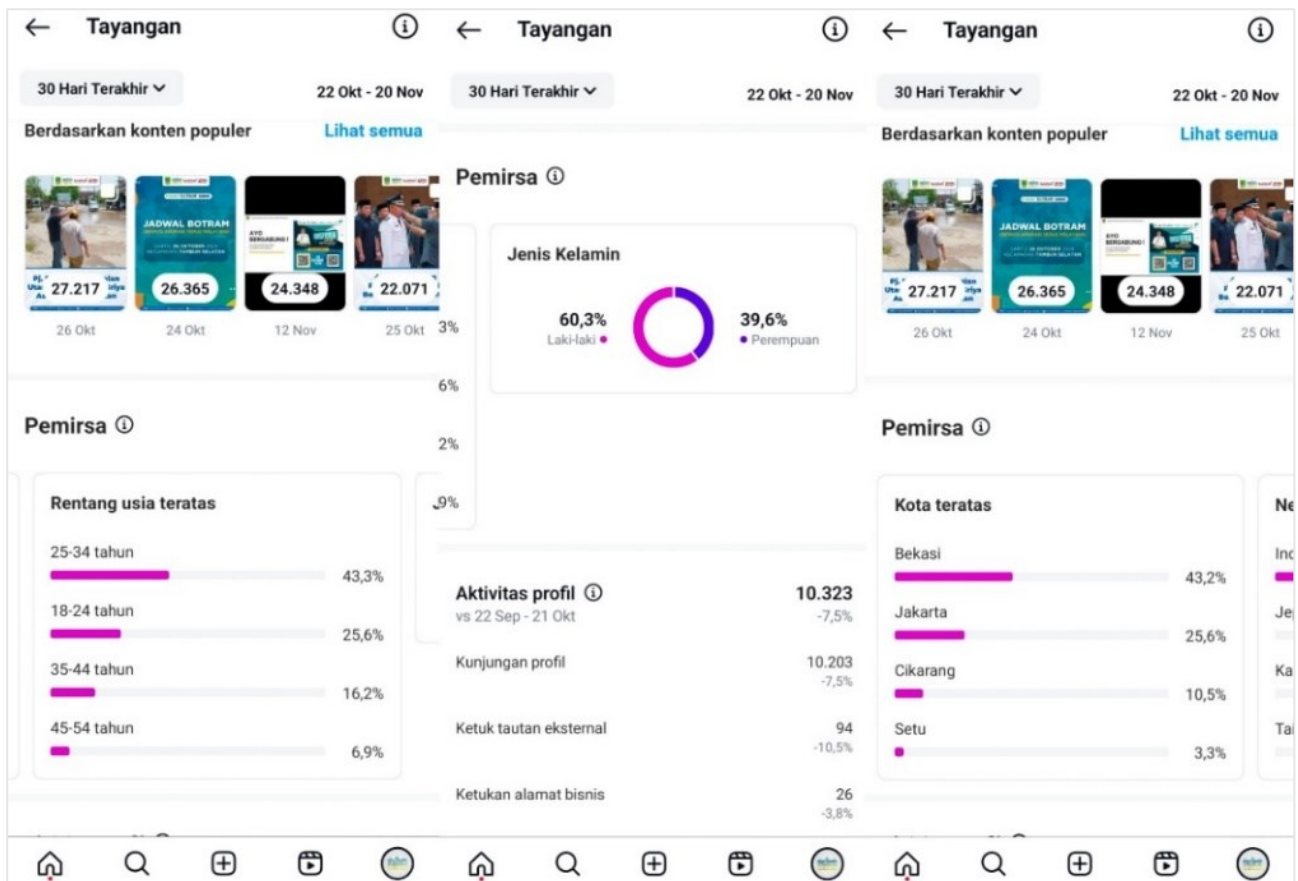 Tayangan
30 Hari Terakhir
22 Okt - 20 Nov
Berdasarkan konten populer
Lihat semua
JADWAL BOTRAM
27.217
26.365
AYO
BERGABUNG !
24.348
22.071
26 Okt
24 Okt
12 Nov
25 Okt
Pemirsa
Rentang usia teratas
25-34 tahun
43,3%
18-24 tahun
25,6%
35-44 tahun
16,2%
45-54 tahun
6,9%
Tayangan
30 Hari Terakhir
22 Okt - 20 Nov
Pemirsa
Jenis Kelamin
60,3%
Laki-laki
39,6%
Perempuan
3%
6%
2%
9%
Aktivitas profil
10.323
vs 22 Sep - 21 Okt
-7,5%
Kunjungan profil
10.203
-7,5%
Ketuk tautan eksternal
94
-10,5%
Ketukan alamat bisnis
26
-3,8%
Tayangan
30 Hari Terakhir
22 Okt - 20 Nov
Berdasarkan konten populer
Lihat semua
JADWAL BOTRAM
27.217
26.365
AYO
BERGABUNG !
24.348
22.071
26 Okt
24 Okt
12 Nov
25 Okt
Pemirsa
Kota teratas
Bekasi
43,2%
Jakarta
25,6%
Cikarang
10,5%
Setu
3,3%
Ne
Ind
Je
Ka
Tai